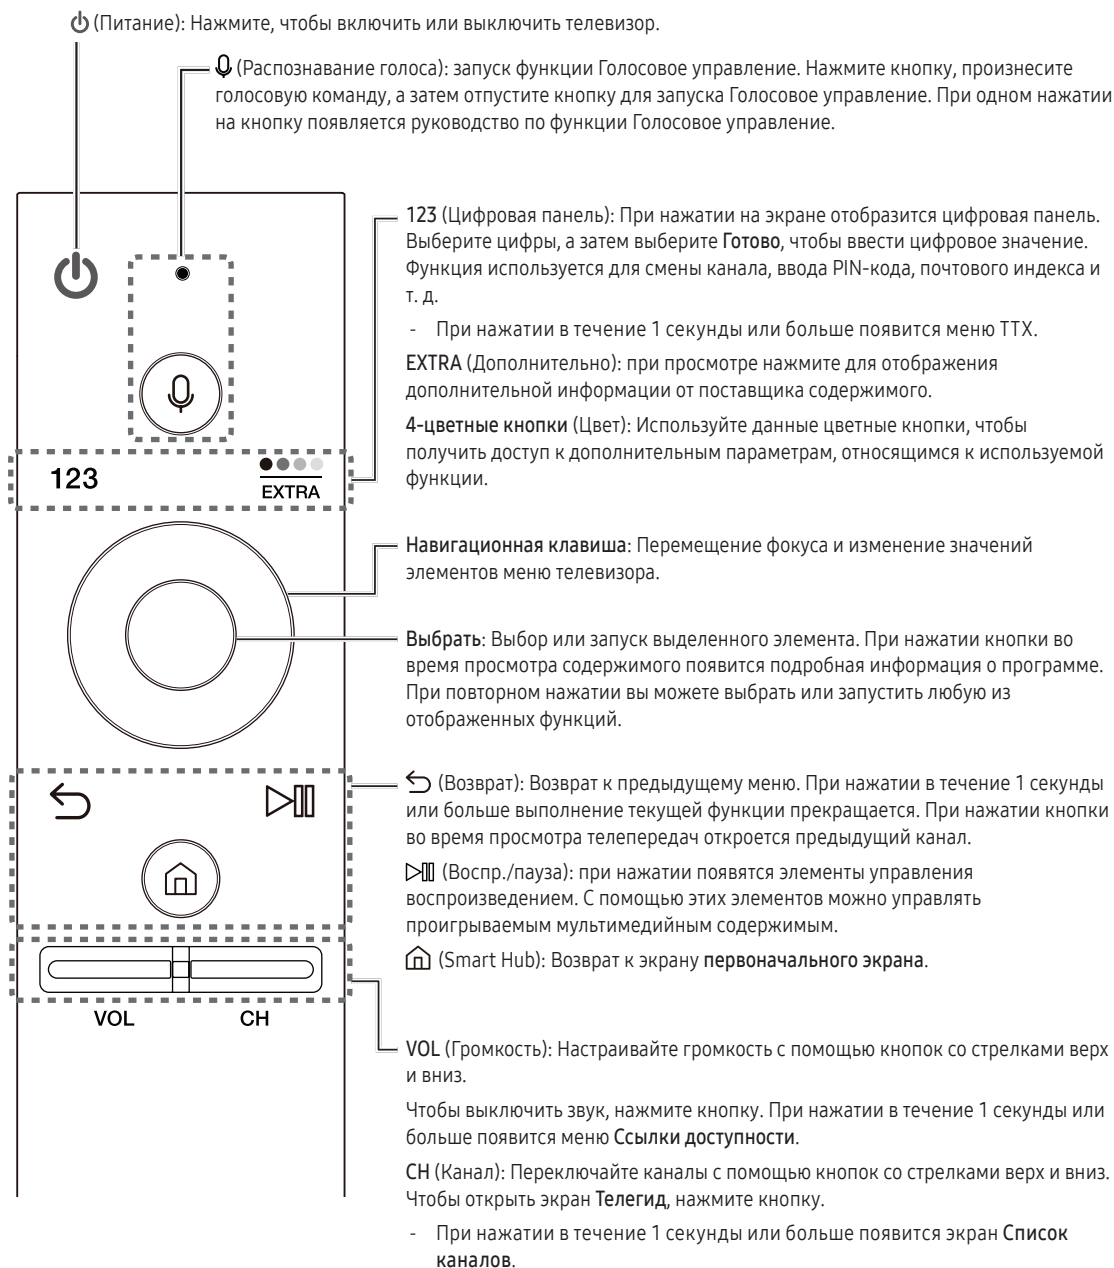 (Питание): Нажмите, чтобы включить или выключить телевизор.
(Распознавание голоса): запуск функции Голосовое управление. Нажмите кнопку, произнесите
голосовую команду, а затем отпустите кнопку для запуска Голосовое управление. При одном нажатии
на кнопку появляется руководство по функции Голосовое управление.
123 (Цифровая панель): При нажатии на экране отобразится цифровая панель.
Выберите цифры, а затем выберите Готово, чтобы ввести цифровое значение.
Функция используется для смены канала, ввода PIN-кода, почтового индекса и
т. д.
- При нажатии в течение 1 секунды или больше появится меню TTX.
EXTRA (Дополнительно): при просмотре нажмите для отображения
дополнительной информации от поставщика содержимого.
4-цветные кнопки (Цвет): Используйте данные цветные кнопки, чтобы
получить доступ к дополнительным параметрам, относящимся к используемой
функции.
123
EXTRA
Навигационная клавиша: Перемещение фокуса и изменение значений
элементов меню телевизора.
Выбрать: Выбор или запуск выделенного элемента. При нажатии кнопки во
время просмотра содержимого появится подробная информация о программе.
При повторном нажатии вы можете выбрать или запустить любую из
отображенных функций.
(Возврат): Возврат к предыдущему меню. При нажатии в течение 1 секунды
или больше выполнение текущей функции прекращается. При нажатии кнопки
во время просмотра телепередач откроется предыдущий канал.
(Воспр./пауза): при нажатии появятся элементы управления
воспроизведением. С помощью этих элементов можно управлять
проигрываемым мультимедийным содержимым.
(Smart Hub): Возврат к экрану первоначального экрана.
VOL
CH
VOL (Громкость): Настраивайте громкость с помощью кнопок со стрелками верх
и вниз.
Чтобы выключить звук, нажмите кнопку. При нажатии в течение 1 секунды или
больше появится меню Ссылки доступности.
CH (Канал): Переключайте каналы с помощью кнопок со стрелками верх и вниз.
Чтобы открыть экран Телегид, нажмите кнопку.
- При нажатии в течение 1 секунды или больше появится экран Список
каналов.